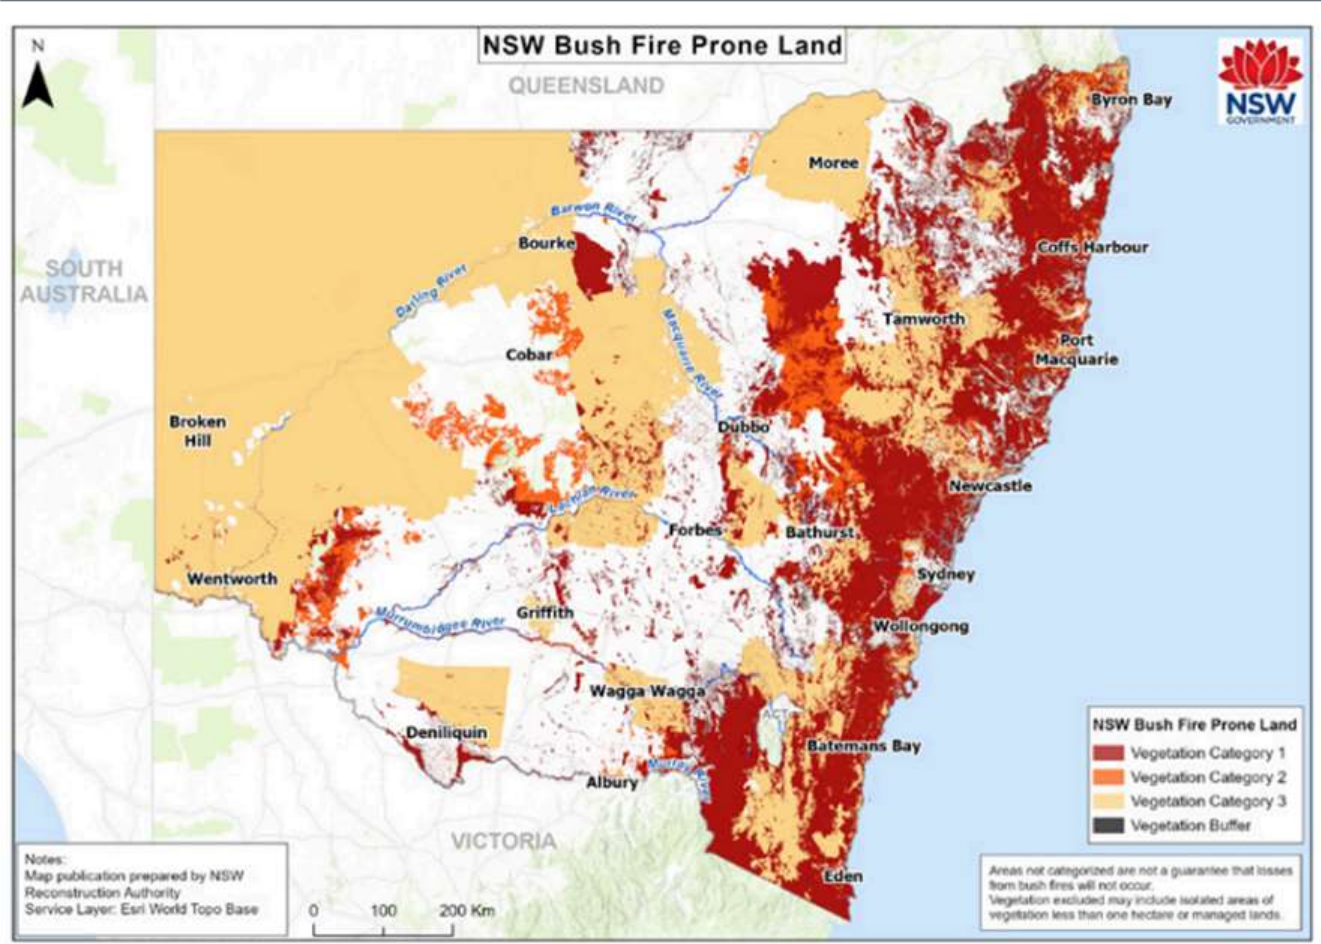 NSW Bush Fire Prone Land
N
QUEENSLAND
NSW
GOVERNMENT
Byron Bay
Moree
Barwon River
Bourke
Coffs Harbour
SOUTH
AUSTRALIA
Darling River
Macquarie River
Tamworth
Cobar
Port
Macquarie
Broken
Hill
Dubbo
Newcastle
Lachlan River
Forbes
Bathurst
Sydney
Wentworth
Murrumbidgee River
Griffith
Wollongong
Wagga Wagga
ACT
Deniliquin
Batemans Bay
Murray River
Albury
VICTORIA
Eden
NSW Bush Fire Prone Land
Vegetation Category 1
Vegetation Category 2
Vegetation Category 3
Vegetation Buffer
Notes:
Map publication prepared by NSW
Reconstruction Authority
Service Layer: Esri World Topo Base
0 100 200 Km
Areas not categorized are not a guarantee that losses
from bush fires will not occur.
Vegetation excluded may include isolated areas of
vegetation less than one hectare or managed lands.